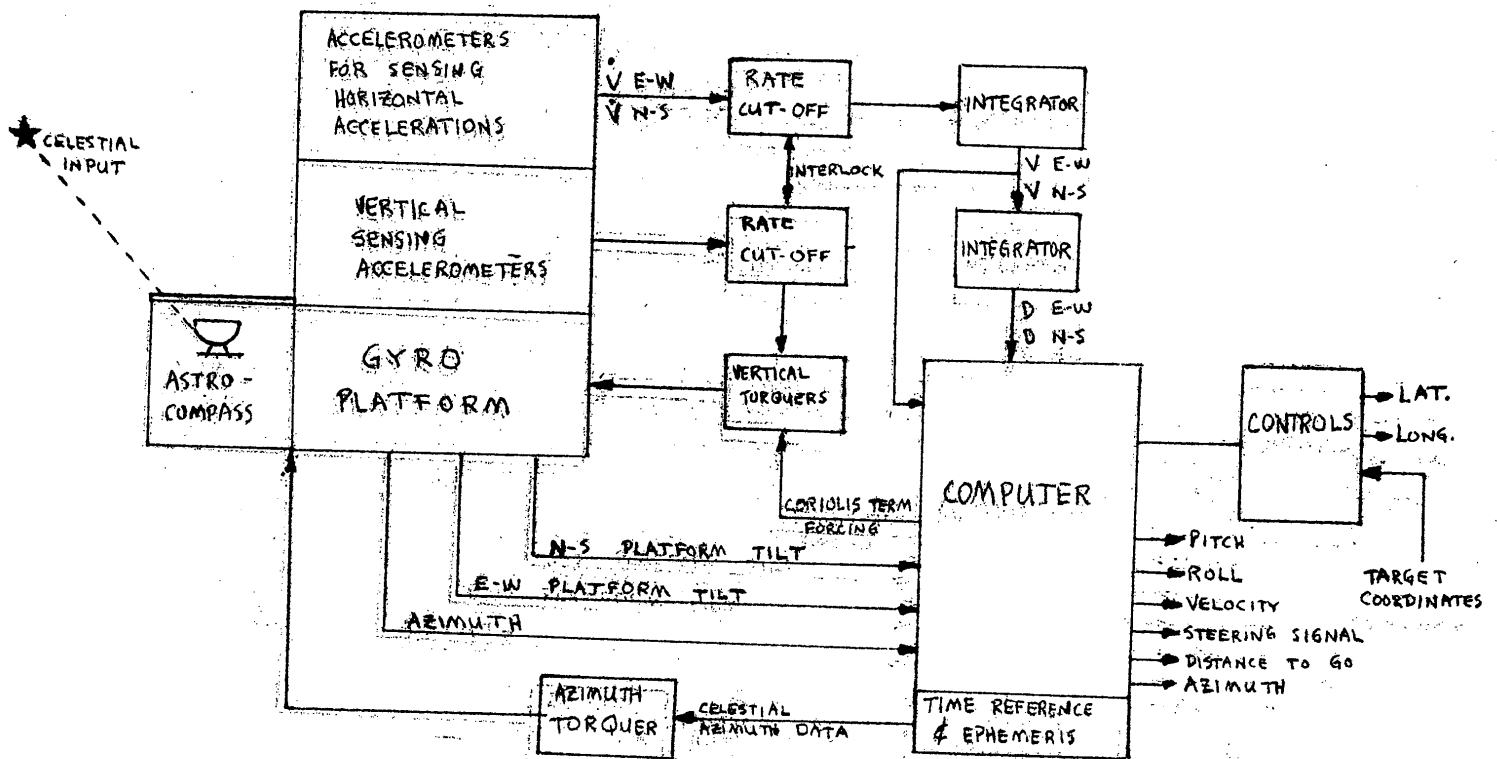 ACCELEROMETERS
FOR SENSING
HORIZONTAL
ACCELERATIONS
V̇ E-W
V̇ N-S
RATE
CUT-OFF
INTEGRATOR
CELESTIAL
INPUT
INTERLOCK
V E-W
V N-S
VERTICAL
SENSING
ACCELEROMETERS
RATE
CUT-OFF
INTEGRATOR
D E-W
D N-S
ASTRO-
COMPASS
GYRO
PLATFORM
VERTICAL
TORQUERS
COMPUTER
CONTROLS
LAT.
LONG.
TARGET
COORDINATES
CORIOLIS TERM
FORCING
N-S PLATFORM TILT
E-W PLATFORM TILT
AZIMUTH
PITCH
ROLL
VELOCITY
STEERING SIGNAL
DISTANCE TO GO
AZIMUTH
AZIMUTH
TORQUER
CELESTIAL
AZIMUTH DATA
TIME REFERENCE
& EPHEMERIS